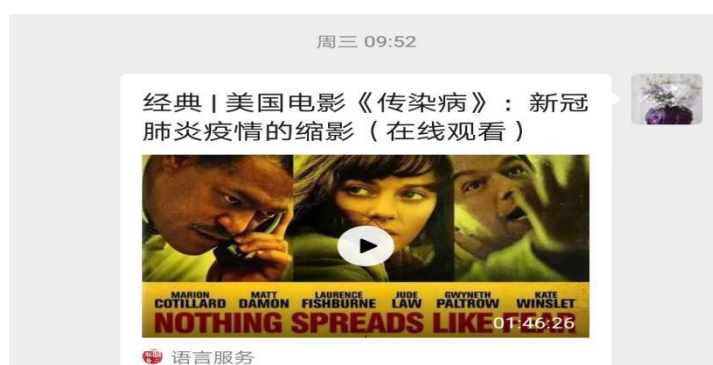 周三 09:52
经典 | 美国电影《传染病》：新冠
肺炎疫情的缩影（在线观看）
MARION COTILLARD MATT DAMON LAURENCE FISHBURNE JUDE LAW GWYNETH PALTROW KATE WINSLET
NOTHING SPREADS LIKE
01:46:26
语言服务